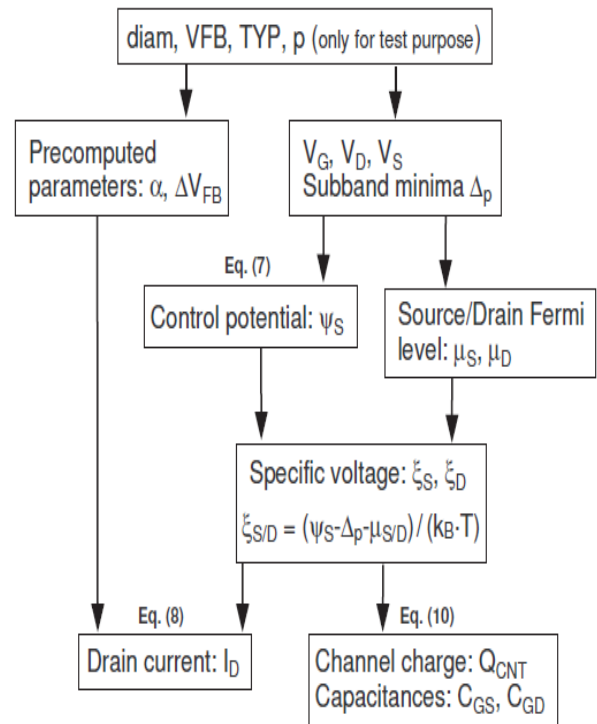 diam, VFB, TYP, p (only for test purpose)
Precomputed
parameters: α, ΔV_FB
V_G, V_D, V_S
Subband minima Δ_p
Eq. (7)
Control potential: ψ_S
Source/Drain Fermi
level: μ_S, μ_D
Specific voltage: ξ_S, ξ_D
ξ_S/D = (ψ_S-Δ_p-μ_S/D) / (k_B·T)
Eq. (8)
Drain current: I_D
Eq. (10)
Channel charge: Q_CNT
Capacitances: C_GS, C_GD